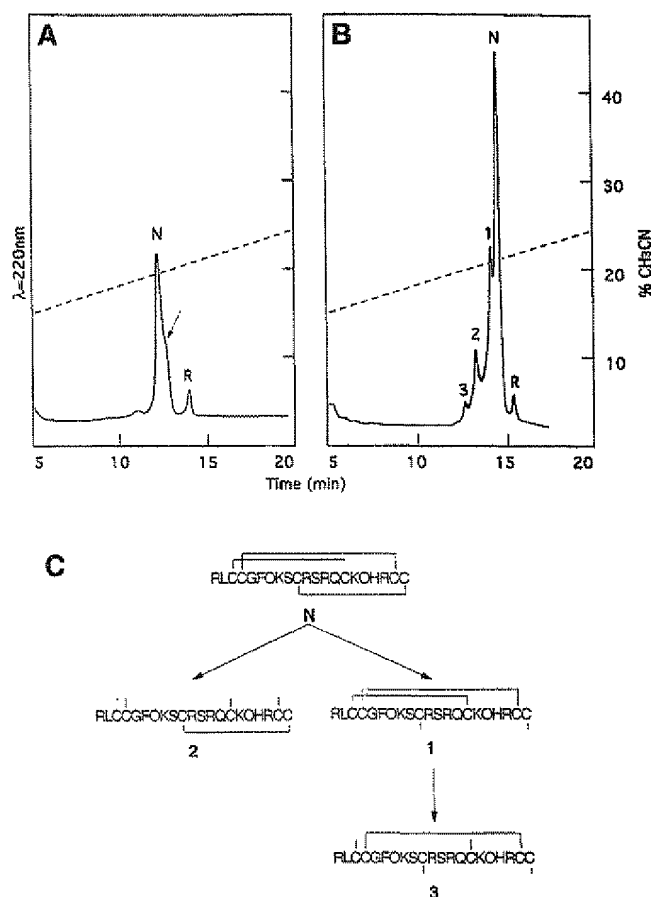 A
B
N
N
1
2
3
R
R
λ=220nm
40
30
20
10
% CH3CN
5
10
15
20
5
10
15
20
Time (min)
C
RLCCGFOKSCRSRQCKOHRCC
N
RLCCGFOKSCRSRQCKOHRCC
2
RLCCGFOKSCRSRQCKOHRCC
1
RLCCGFOKSCRSRQCKOHRCC
3